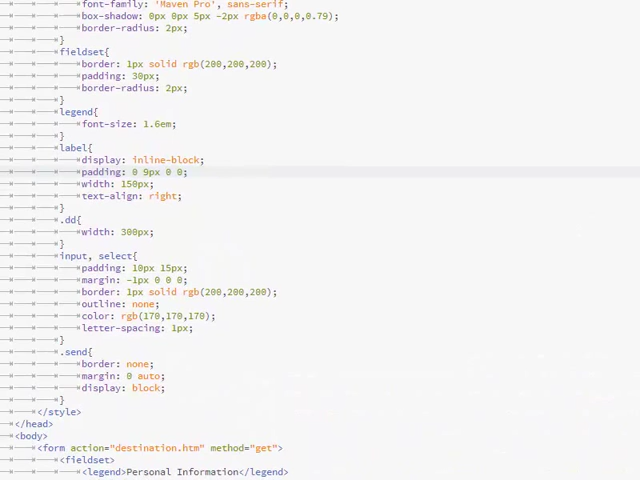 font-family: 'Maven Pro', sans-serif;
box-shadow: 0px 0px 5px -2px rgba(0,0,0,0.79);
border-radius: 2px;
}
fieldset{
border: 1px solid rgb(200,200,200);
padding: 30px;
border-radius: 2px;
}
legend{
font-size: 1.6em;
}
label{
display: inline-block;
padding: 0 9px 0 0;
width: 150px;
text-align: right;
}
.dd{
width: 300px;
}
input, select{
padding: 10px 15px;
margin: -1px 0 0 0;
border: 1px solid rgb(200,200,200);
outline: none;
color: rgb(170,170,170);
letter-spacing: 1px;
}
.send{
border: none;
margin: 0 auto;
display: block;
}
</style>
</head>
<body>
<form action="destination.htm" method="get">
<fieldset>
<legend>Personal Information</legend>